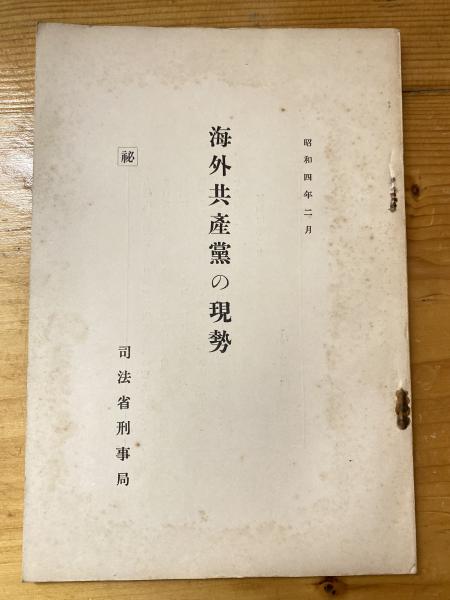 昭和四年二月
海外共産黨の現勢
祕
司法省刑事局